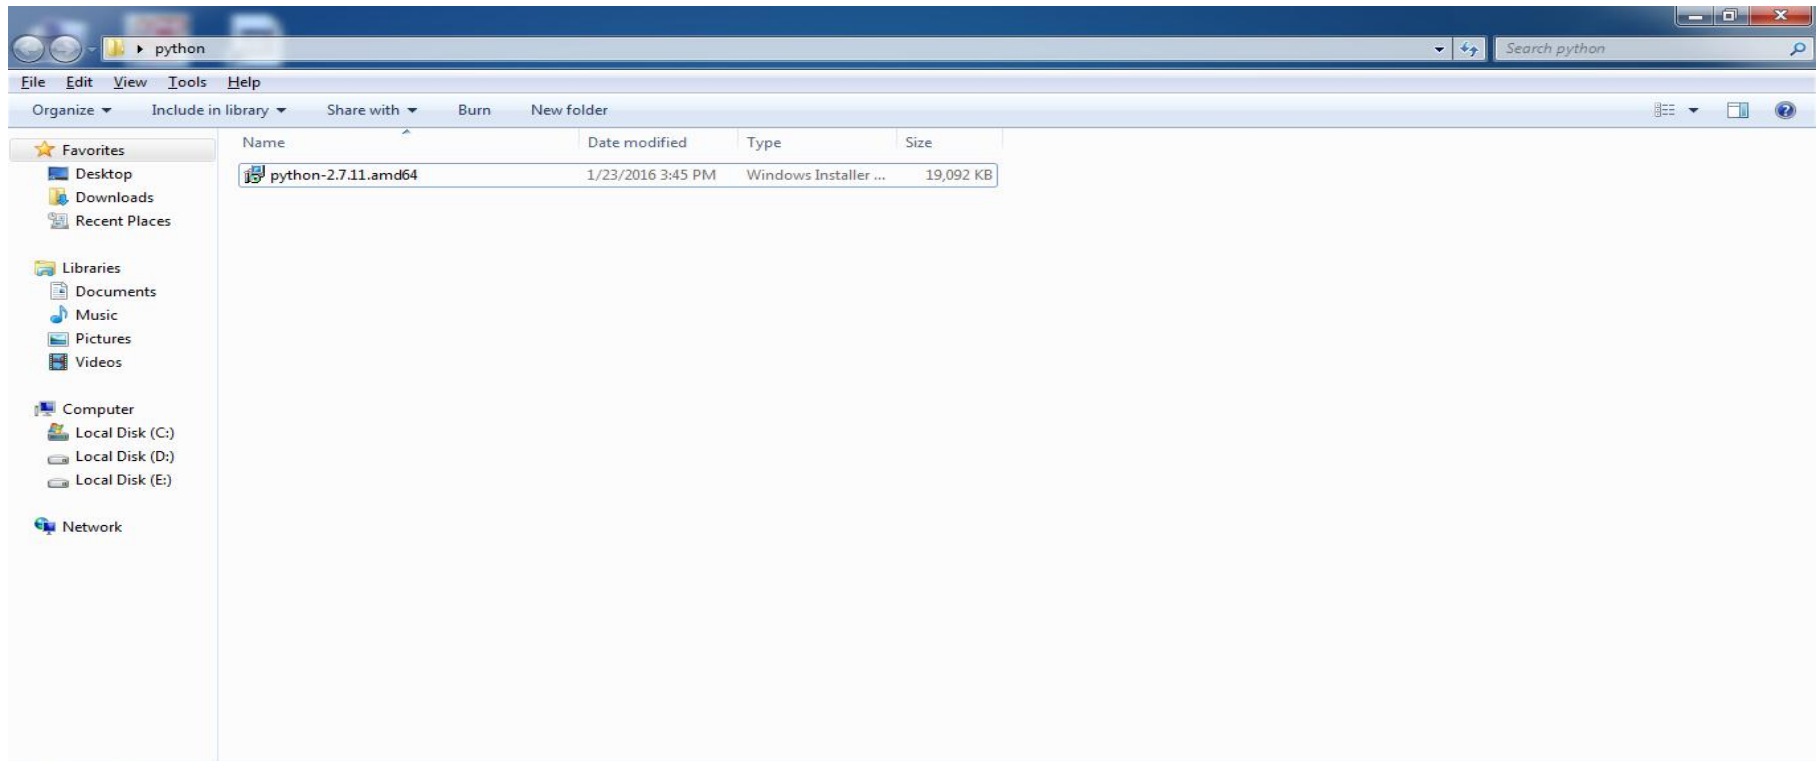 python
Search python
File Edit View Tools Help
Organize Include in library Share with Burn New folder
Name Date modified Type Size
python-2.7.11.amd64 1/23/2016 3:45 PM Windows Installer ... 19,092 KB
Favorites
Desktop
Downloads
Recent Places
Libraries
Documents
Music
Pictures
Videos
Computer
Local Disk (C:)
Local Disk (D:)
Local Disk (E:)
Network